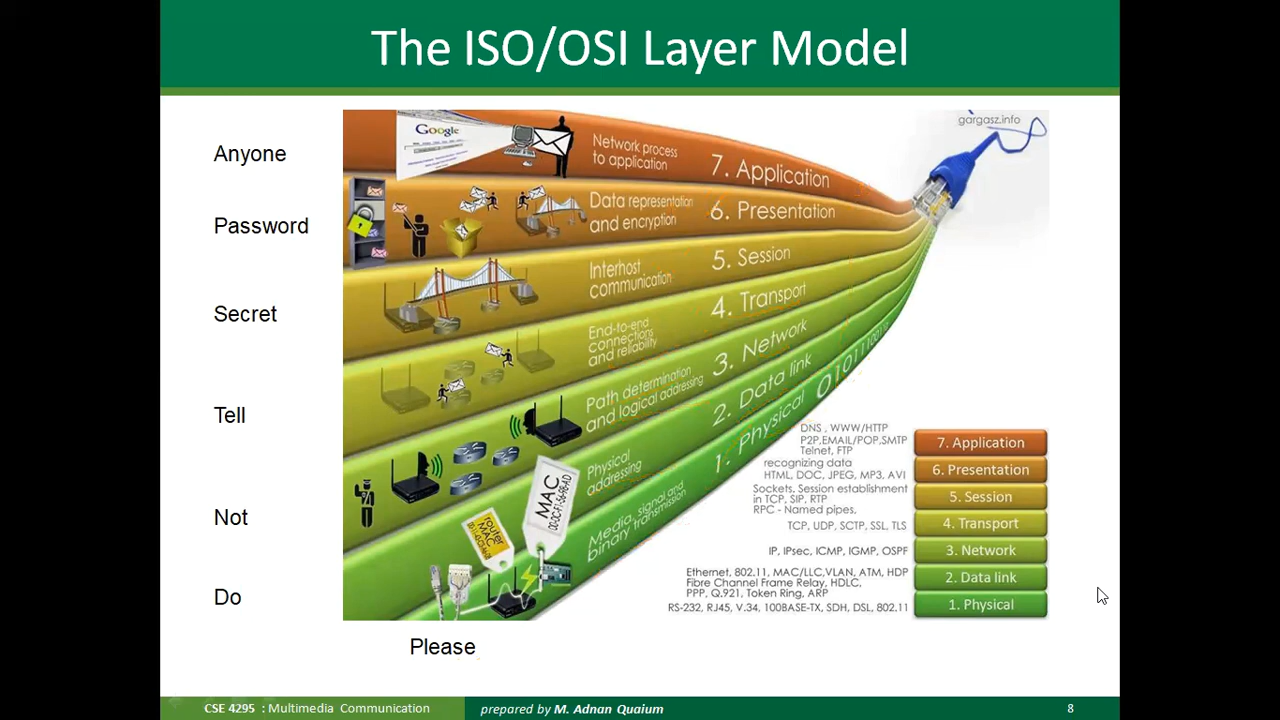 The ISO/OSI Layer Model
Anyone
Password
Secret
Tell
Not
Do
Please
gargasz.info
Google
Network process
to application
7. Application
Data representation
and encryption
6. Presentation
Interhost
communication
5. Session
End-to-end
connections
and reliability
4. Transport
Path determination
and logical addressing
3. Network
Physical
addressing
2. Data link
Media, signal and
binary transmission
1. Physical
MAC
router
MAC
DNS , WWW/HTTP
P2P,EMAIL/POP,SMTP
Telnet, FTP
7. Application
recognizing data
HTML, DOC, JPEG, MP3, AVI
6. Presentation
Sockets, Session establishment
in TCP, SIP, RTP
RPC - Named pipes,
5. Session
TCP, UDP, SCTP, SSL, TLS
4. Transport
IP, IPsec, ICMP, IGMP, OSPF
3. Network
Ethernet, 802.11, MAC/LLC,VLAN, ATM, HDP
Fibre Channel Frame Relay, HDLC,
PPP, Q.921, Token Ring, ARP
2. Data link
RS-232, RJ45, V.34, 100BASE-TX, SDH, DSL, 802.11
1. Physical
CSE 4295 : Multimedia Communication
prepared by M. Adnan Quaium
8